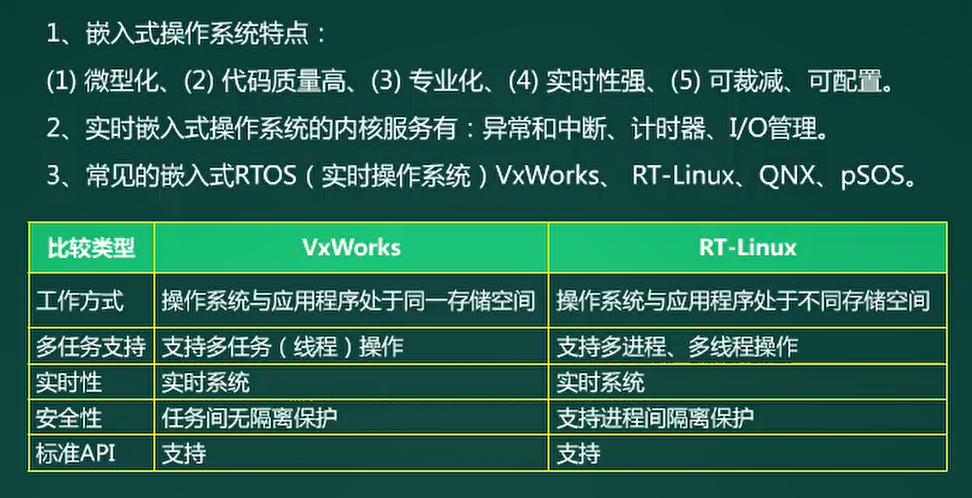 1、嵌入式操作系统特点：
(1) 微型化、(2) 代码质量高、(3) 专业化、(4) 实时性强、(5) 可裁减、可配置。
2、实时嵌入式操作系统的内核服务有：异常和中断、计时器、I/O管理。
3、常见的嵌入式RTOS（实时操作系统）VxWorks、 RT-Linux、QNX、pSOS。
比较类型 VxWorks RT-Linux
工作方式 操作系统与应用程序处于同一存储空间 操作系统与应用程序处于不同存储空间
多任务支持 支持多任务（线程）操作 支持多进程、多线程操作
实时性 实时系统 实时系统
安全性 任务间无隔离保护 支持进程间隔离保护
标准API 支持 支持